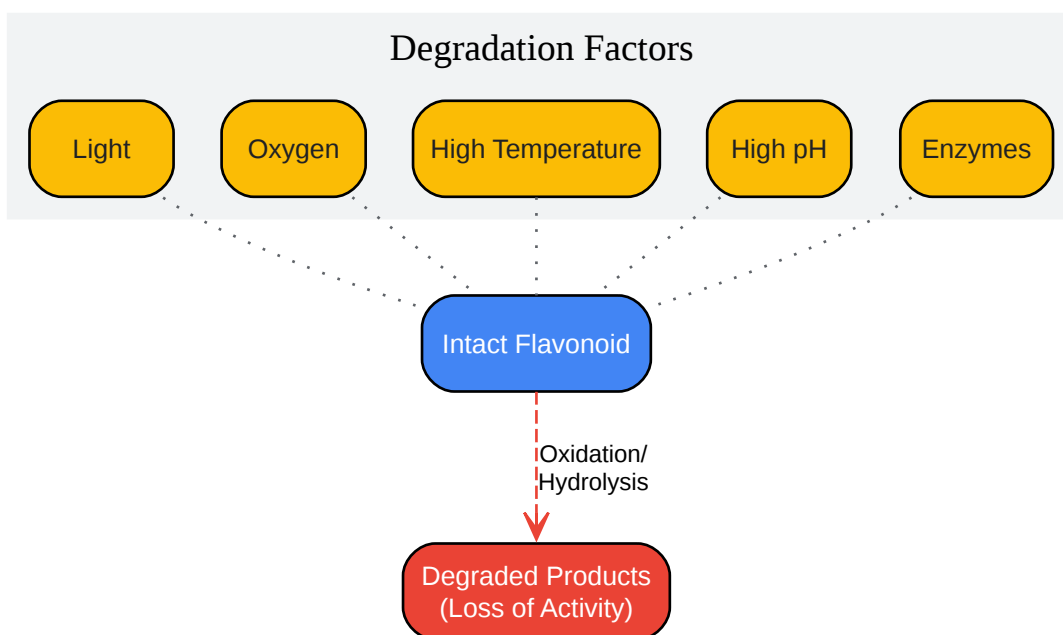 Degradation Factors
Light
Oxygen
High Temperature
High pH
Enzymes
Intact Flavonoid
Oxidation/
Hydrolysis
Degraded Products
(Loss of Activity)